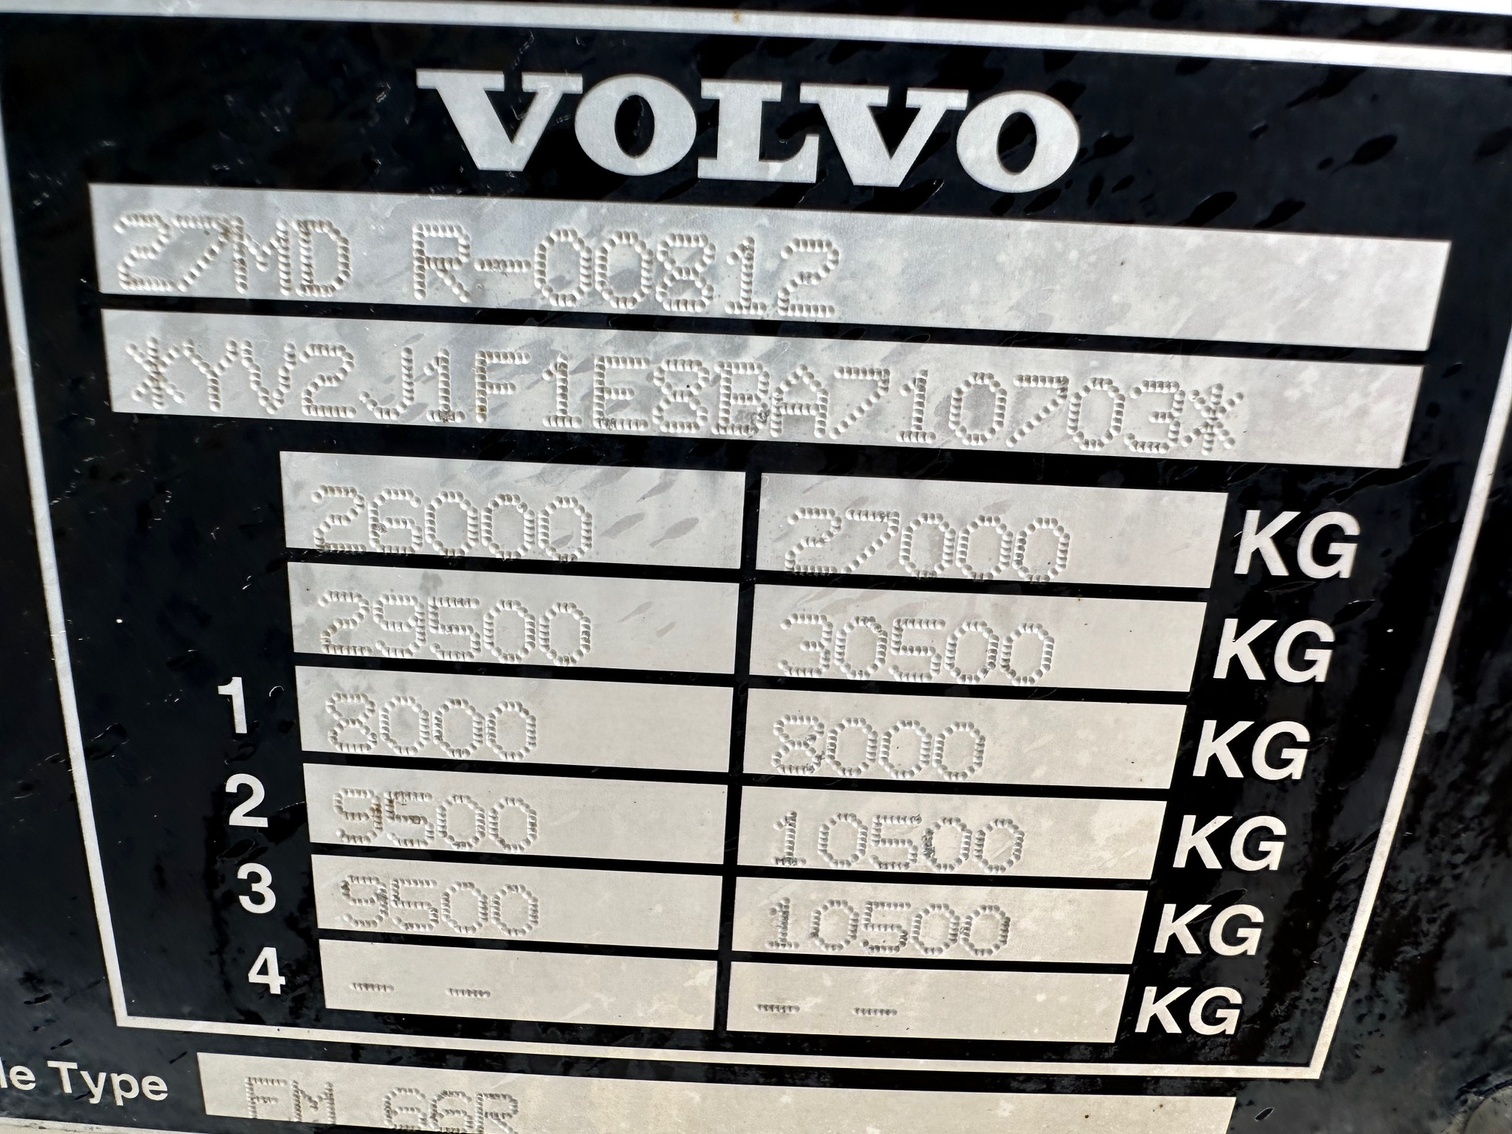 VOLVO
27MD R-00812
*YV2J1F1E8BA710703*
26000 27000 KG
29500 30500 KG
1 8000 8000 KG
2 9500 10500 KG
3 9500 10500 KG
4 - - - - KG
le Type FM 66R